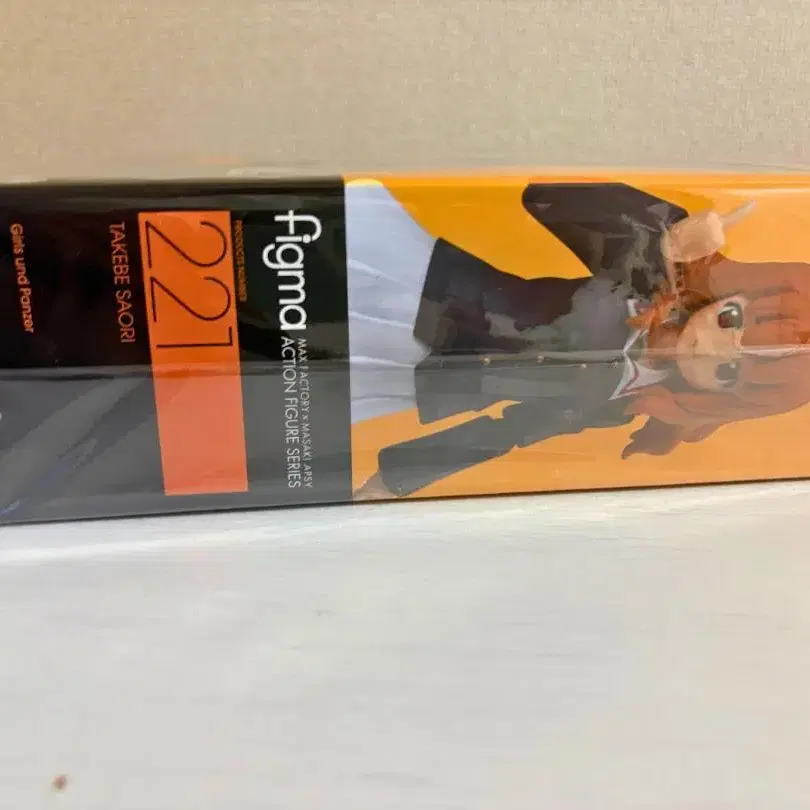 figma
MAX FACTORY × MASAKI APSY
ACTION FIGURE SERIES
PRODUCTS NUMBER
221
TAKEBE SAORI
Girls und Panzer